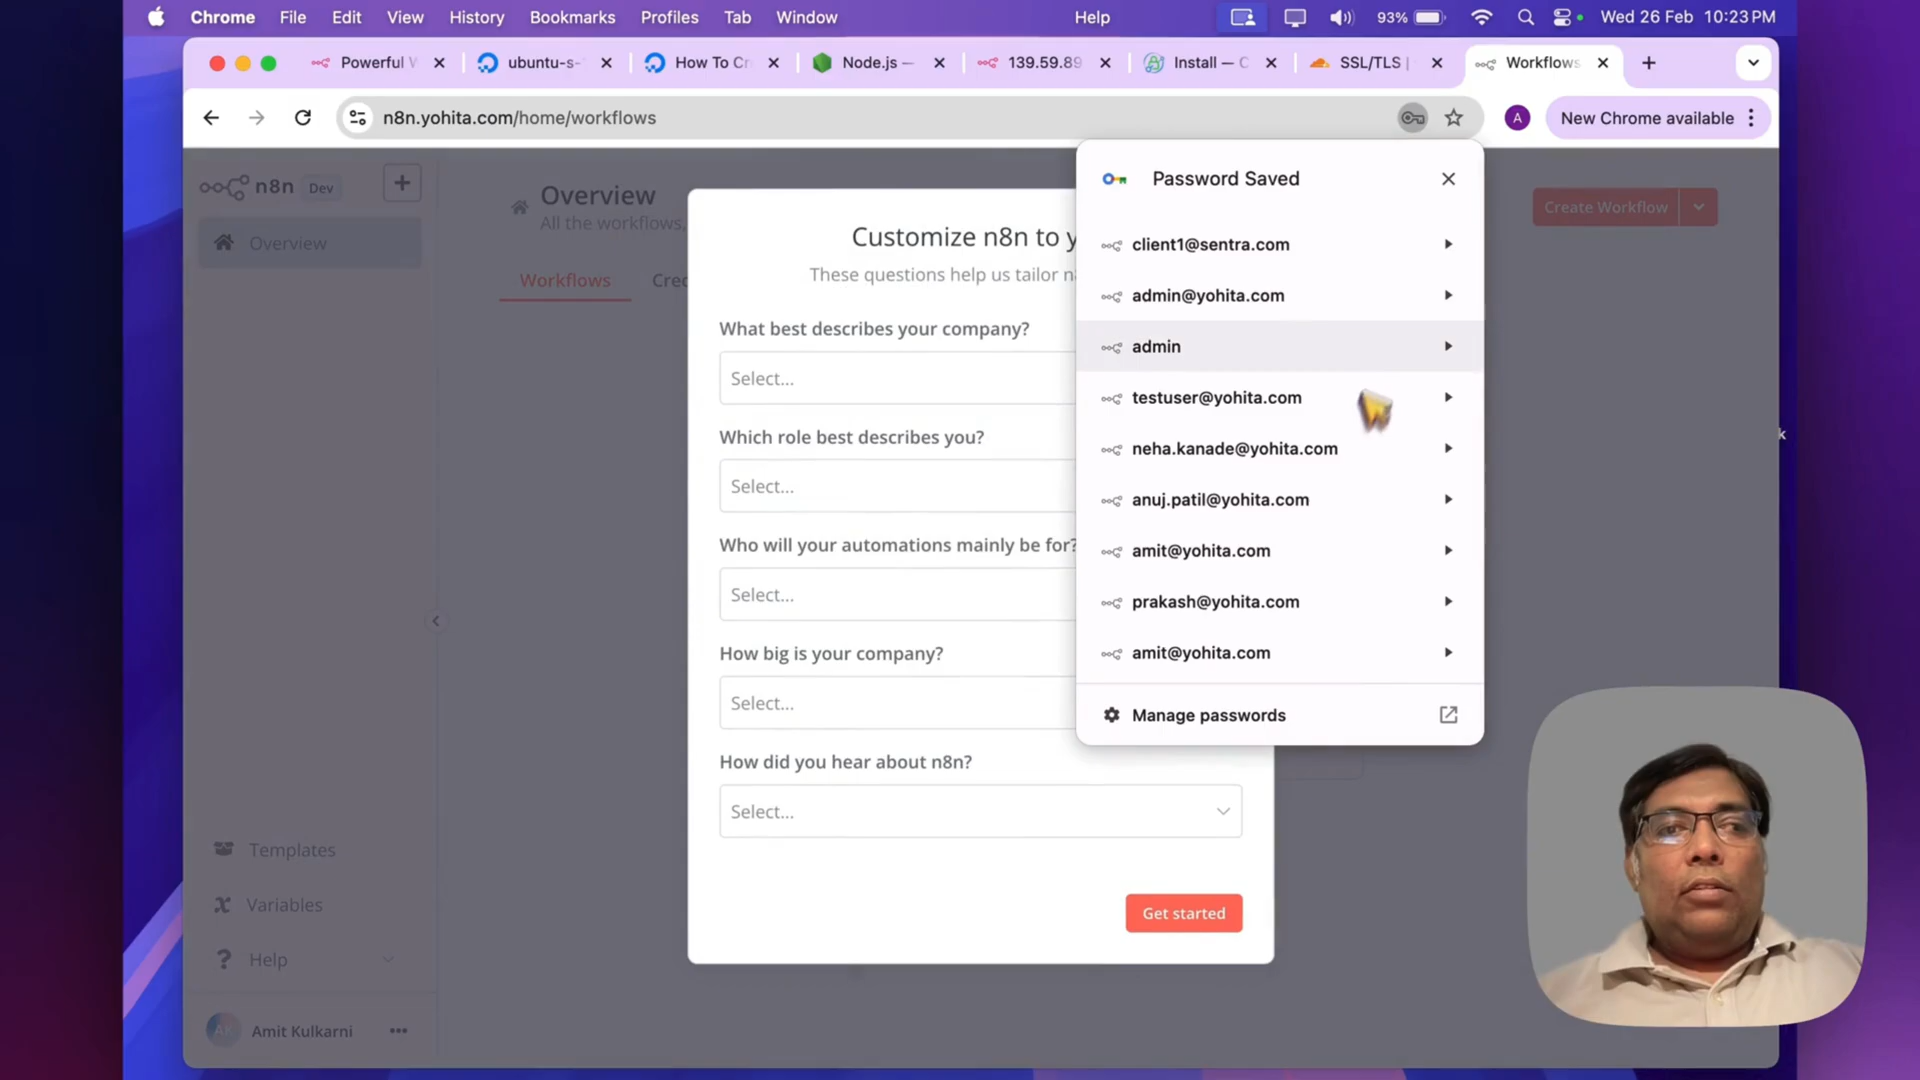 Chrome File Edit View History Bookmarks Profiles Tab Window Help 93% Wed 26 Feb 10:23 PM
Powerful W ubuntu-s- How To Cr Node.js — 139.59.89 Install — C SSL/TLS | Workflows
n8n.yohita.com/home/workflows A New Chrome available
n8n Dev
Overview
Overview
All the workflows,
Workflows Cred
Create Workflow
Customize n8n to y
These questions help us tailor n
What best describes your company?
Select...
Which role best describes you?
Select...
Who will your automations mainly be for?
Select...
How big is your company?
Select...
How did you hear about n8n?
Select...
Get started
Password Saved
client1@sentra.com
admin@yohita.com
admin
testuser@yohita.com
neha.kanade@yohita.com
anuj.patil@yohita.com
amit@yohita.com
prakash@yohita.com
amit@yohita.com
Manage passwords
k
Templates
Variables
Help
AK Amit Kulkarni